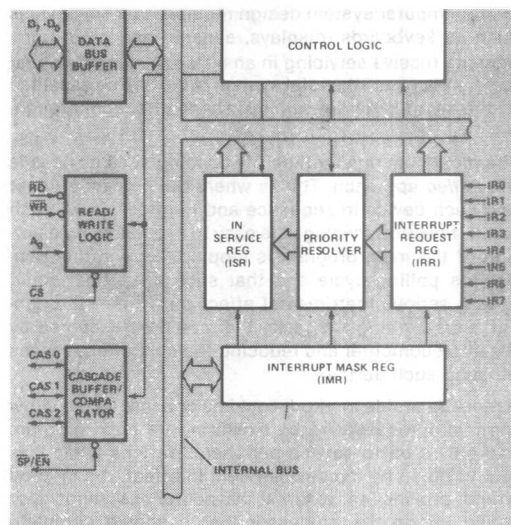 D7-D0
DATA
BUS
BUFFER
CONTROL LOGIC
RD
WR
A0
CS
READ/
WRITE
LOGIC
IN
SERVICE
REG
(ISR)
PRIORITY
RESOLVER
INTERRUPT
REQUEST
REG
(IRR)
IR0
IR1
IR2
IR3
IR4
IR5
IR6
IR7
CAS 0
CAS 1
CAS 2
CASCADE
BUFFER/
COMPA-
RATOR
SP/EN
INTERRUPT MASK REG
(IMR)
INTERNAL BUS